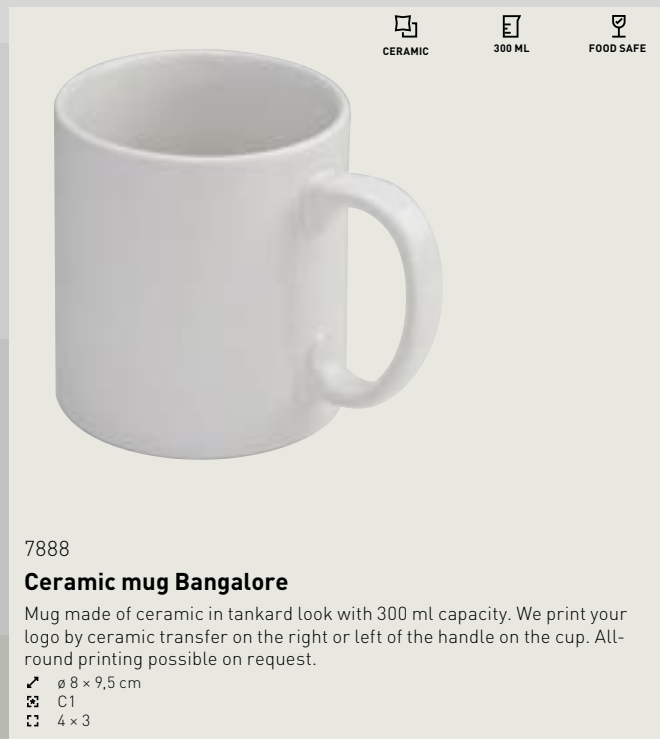 CERAMIC
300 ML
FOOD SAFE
7888
Ceramic mug Bangalore
Mug made of ceramic in tankard look with 300 ml capacity. We print your
logo by ceramic transfer on the right or left of the handle on the cup. All-
round printing possible on request.
ø 8 × 9,5 cm
C1
4 × 3